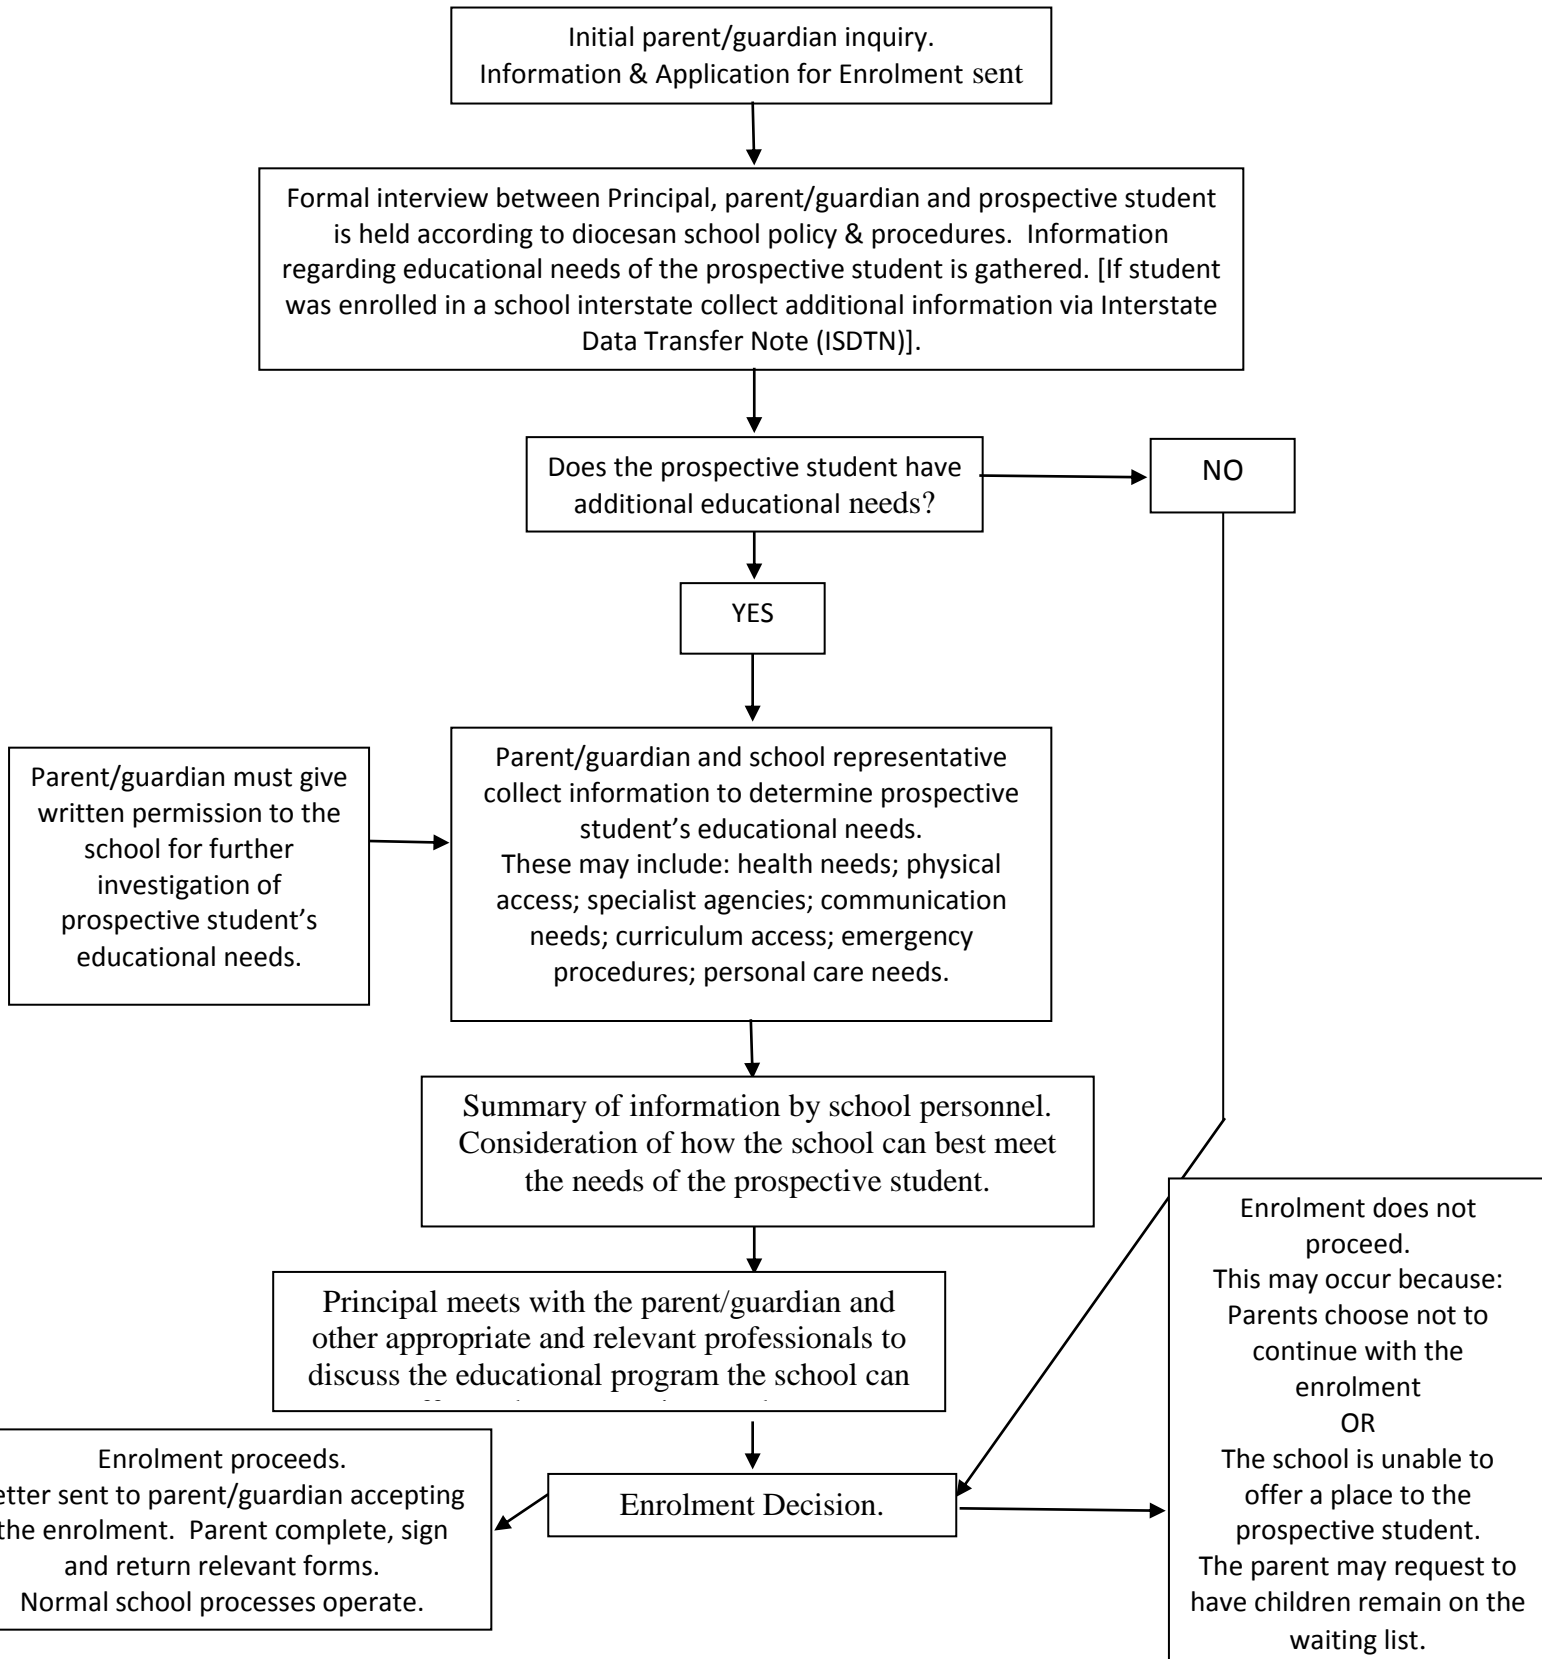 Initial parent/guardian inquiry.
Information & Application for Enrolment sent
Formal interview between Principal, parent/guardian and prospective student
is held according to diocesan school policy & procedures.  Information
regarding educational needs of the prospective student is gathered. [If student
was enrolled in a school interstate collect additional information via Interstate
Data Transfer Note (ISDTN)].
Does the prospective student have
additional educational needs?
NO
YES
Parent/guardian must give
written permission to the
school for further
investigation of
prospective student's
educational needs.
Parent/guardian and school representative
collect information to determine prospective
student's educational needs.
These may include: health needs; physical
access; specialist agencies; communication
needs; curriculum access; emergency
procedures; personal care needs.
Summary of information by school personnel.
Consideration of how the school can best meet
the needs of the prospective student.
Principal meets with the parent/guardian and
other appropriate and relevant professionals to
discuss the educational program the school can
Enrolment proceeds.
etter sent to parent/guardian accepting
the enrolment.  Parent complete, sign
and return relevant forms.
Normal school processes operate.
Enrolment Decision.
Enrolment does not
proceed.
This may occur because:
Parents choose not to
continue with the
enrolment
OR
The school is unable to
offer a place to the
prospective student.
The parent may request to
have children remain on the
waiting list.